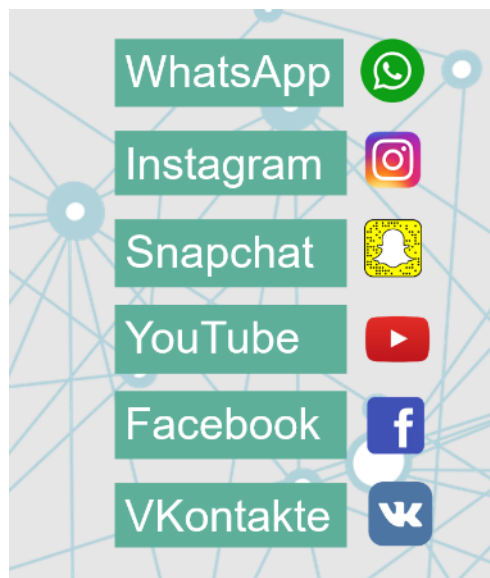 WhatsApp
Instagram
Snapchat
YouTube
Facebook
VKontakte